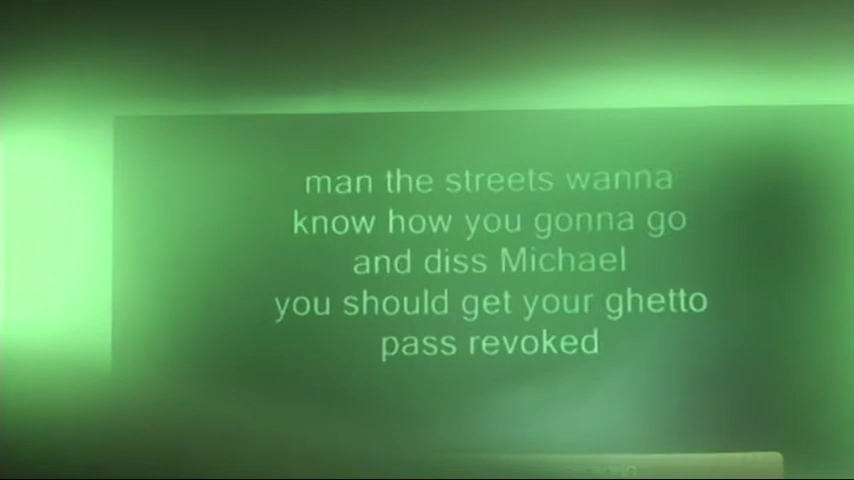 man the streets wanna
know how you gonna go
and diss Michael
you should get your ghetto
pass revoked